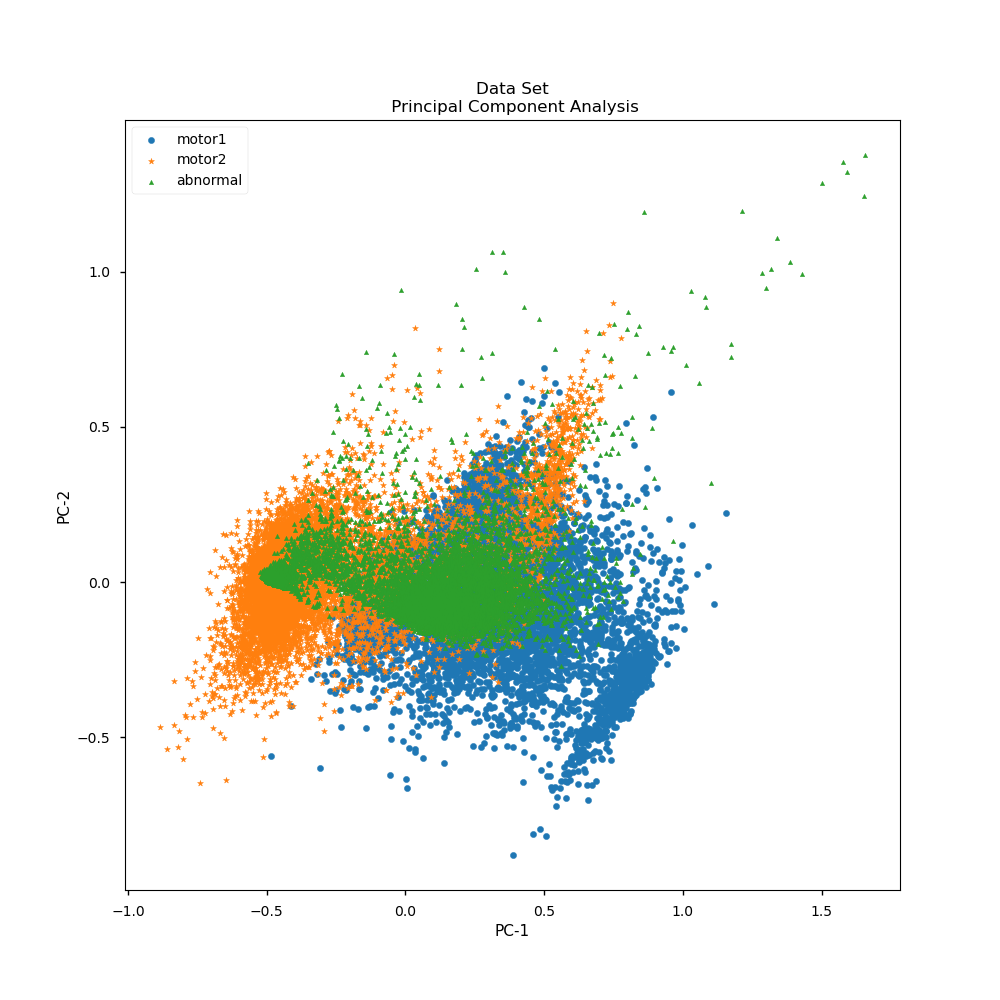 Data Set
Principal Component Analysis
motor1
motor2
abnormal
1.0
0.5
0.0
−0.5
PC-2
−1.0
−0.5
0.0
0.5
1.0
1.5
PC-1